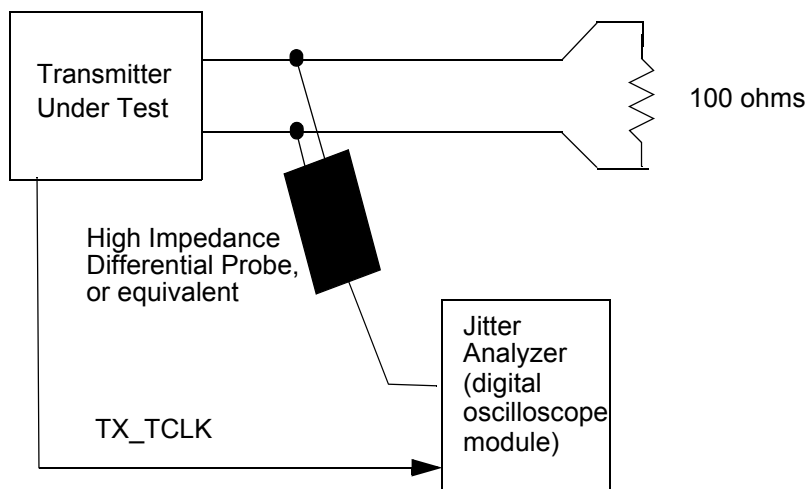 Transmitter
Under Test
100 ohms
High Impedance
Differential Probe,
or equivalent
Jitter
Analyzer
(digital
oscilloscope
module)
TX_TCLK